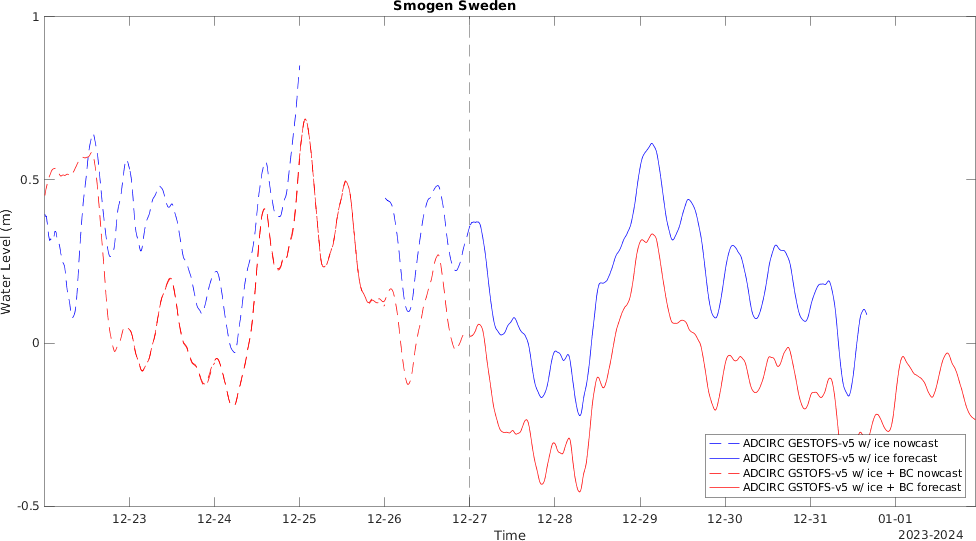 Smogen Sweden
1
0.5
0
-0.5
Water Level (m)
ADCIRC GESTOFS-v5 w/ ice nowcast
ADCIRC GESTOFS-v5 w/ ice forecast
ADCIRC GSTOFS-v5 w/ ice + BC nowcast
ADCIRC GSTOFS-v5 w/ ice + BC forecast
12-23 12-24 12-25 12-26 12-27 12-28 12-29 12-30 12-31 01-01
Time
2023-2024